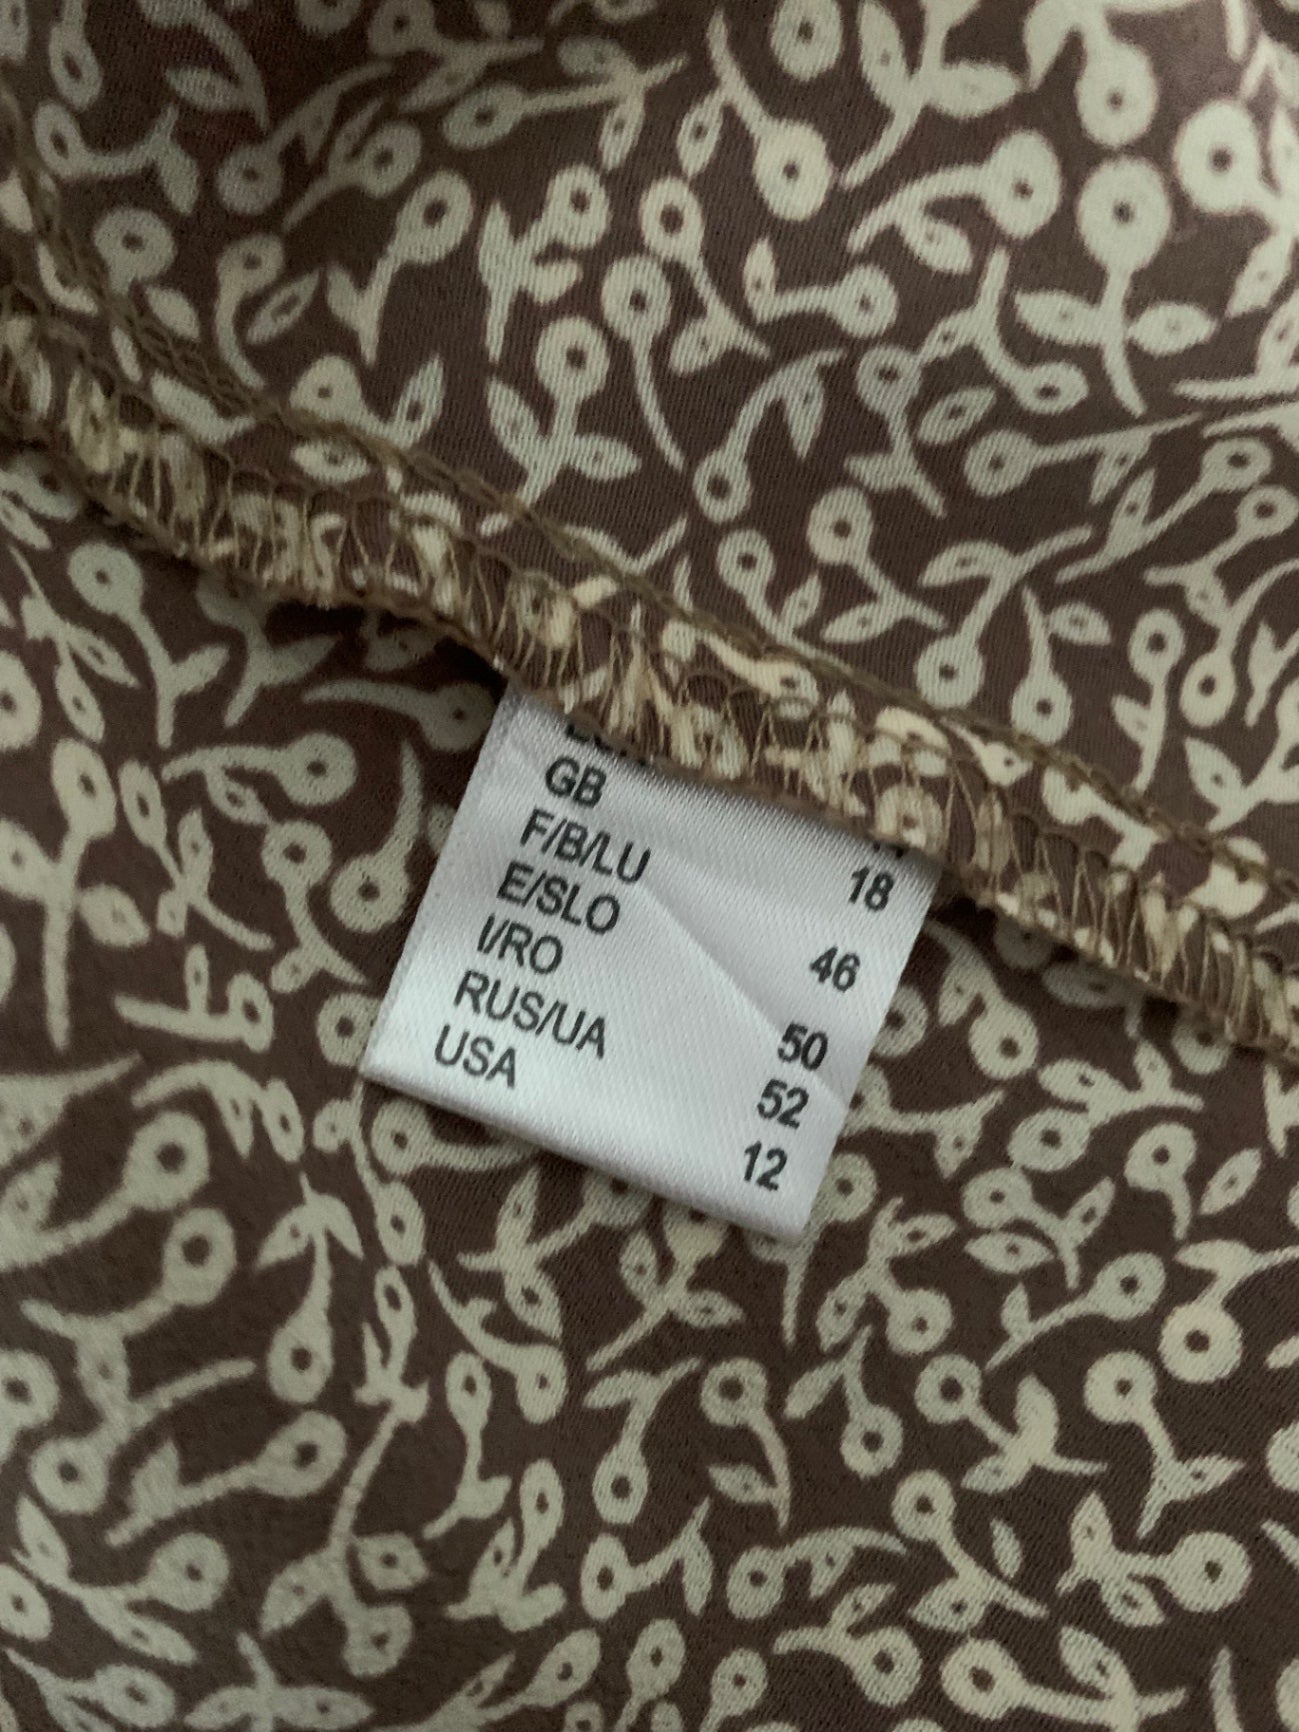 GB 18
F/B/LU
46
E/SLO
I/RO 50
RUS/UA 52
USA 12